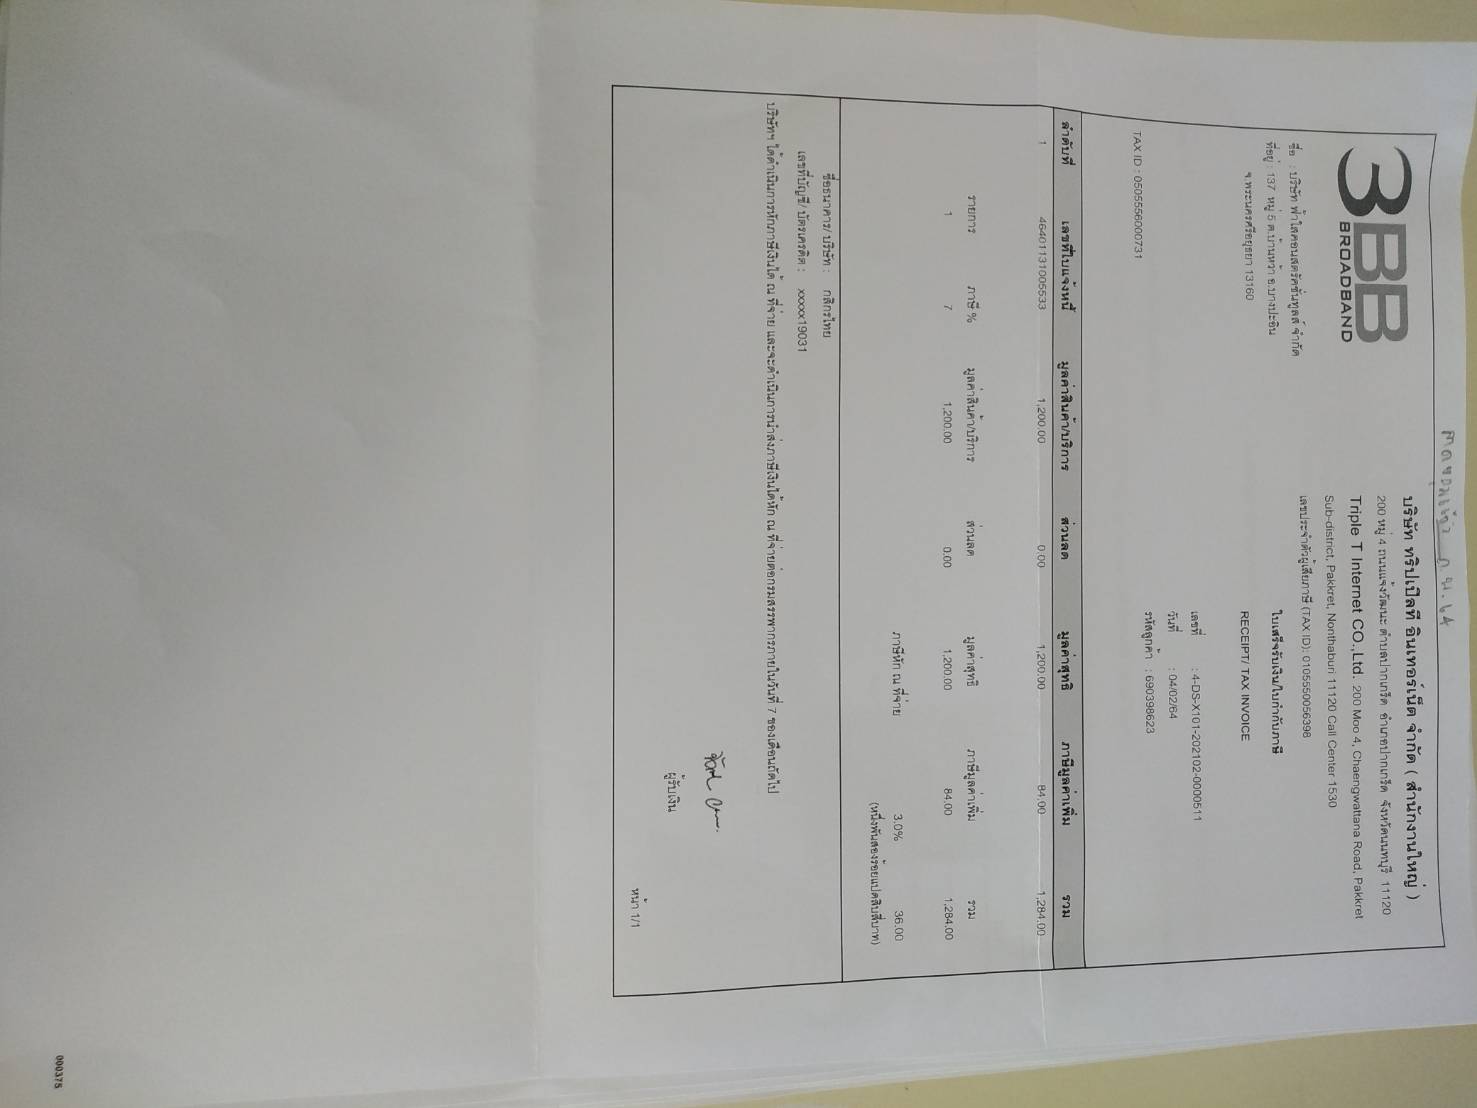 ก.พ. 64
3BB
BROADBAND
บริษัท ทริปเปิลที อินเทอร์เน็ต จำกัด ( สำนักงานใหญ่ )
200 หมู่ 4 ถนนแจ้งวัฒนะ ตำบลปากเกร็ด อำเภอปากเกร็ด จังหวัดนนทบุรี 11120
Triple T Internet CO.,Ltd. 200 Moo 4, Chaengwattana Road, Pakkret
Sub-district, Pakkret, Nonthaburi 11120 Call Center 1530
เลขประจำตัวผู้เสียภาษี (TAX ID): 0105550056398
ชื่อ : บริษัท ฟ้าใสคอนสตรัคชั่นทูลส์ จำกัด
ที่อยู่ : 137 หมู่ 5 ต.บ้านหว้า อ.บางปะอิน
จ.พระนครศรีอยุธยา 13160
ใบเสร็จรับเงิน/ใบกำกับภาษี
RECEIPT/ TAX INVOICE
เลขที่ : 4-DS-X101-202102-0000511
วันที่ : 04/02/64
TAX ID : 0505556000731 รหัสลูกค้า : 690398623
ลำดับที่ เลขที่ใบแจ้งหนี้ มูลค่าสินค้า/บริการ ส่วนลด มูลค่าสุทธิ ภาษีมูลค่าเพิ่ม รวม
1 46401131005533 1,200.00 0.00 1,200.00 84.00 1,284.00
รายการ ภาษี % มูลค่าสินค้า/บริการ ส่วนลด มูลค่าสุทธิ ภาษีมูลค่าเพิ่ม รวม
1 7 1,200.00 0.00 1,200.00 84.00 1,284.00
ภาษีหัก ณ ที่จ่าย 3.0% 36.00
(หนึ่งพันสองร้อยแปดสิบสี่บาท)
ชื่อธนาคาร/ บริษัท : กสิกรไทย
เลขที่บัญชี/ บัตรเครดิต : xxxxx19031
บริษัทฯ ได้ดำเนินการหักภาษีเงินได้ ณ ที่จ่าย และจะดำเนินการนำส่งภาษีเงินได้หัก ณ ที่จ่ายต่อกรมสรรพากรภายในวันที่ 7 ของเดือนถัดไป
ผู้รับเงิน
หน้า 1/1
000375